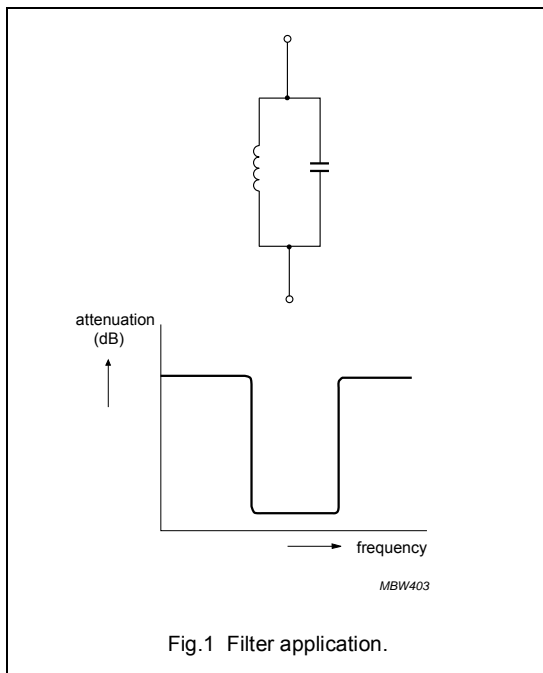 attenuation
(dB)
frequency
MBW403
Fig.1 Filter application.